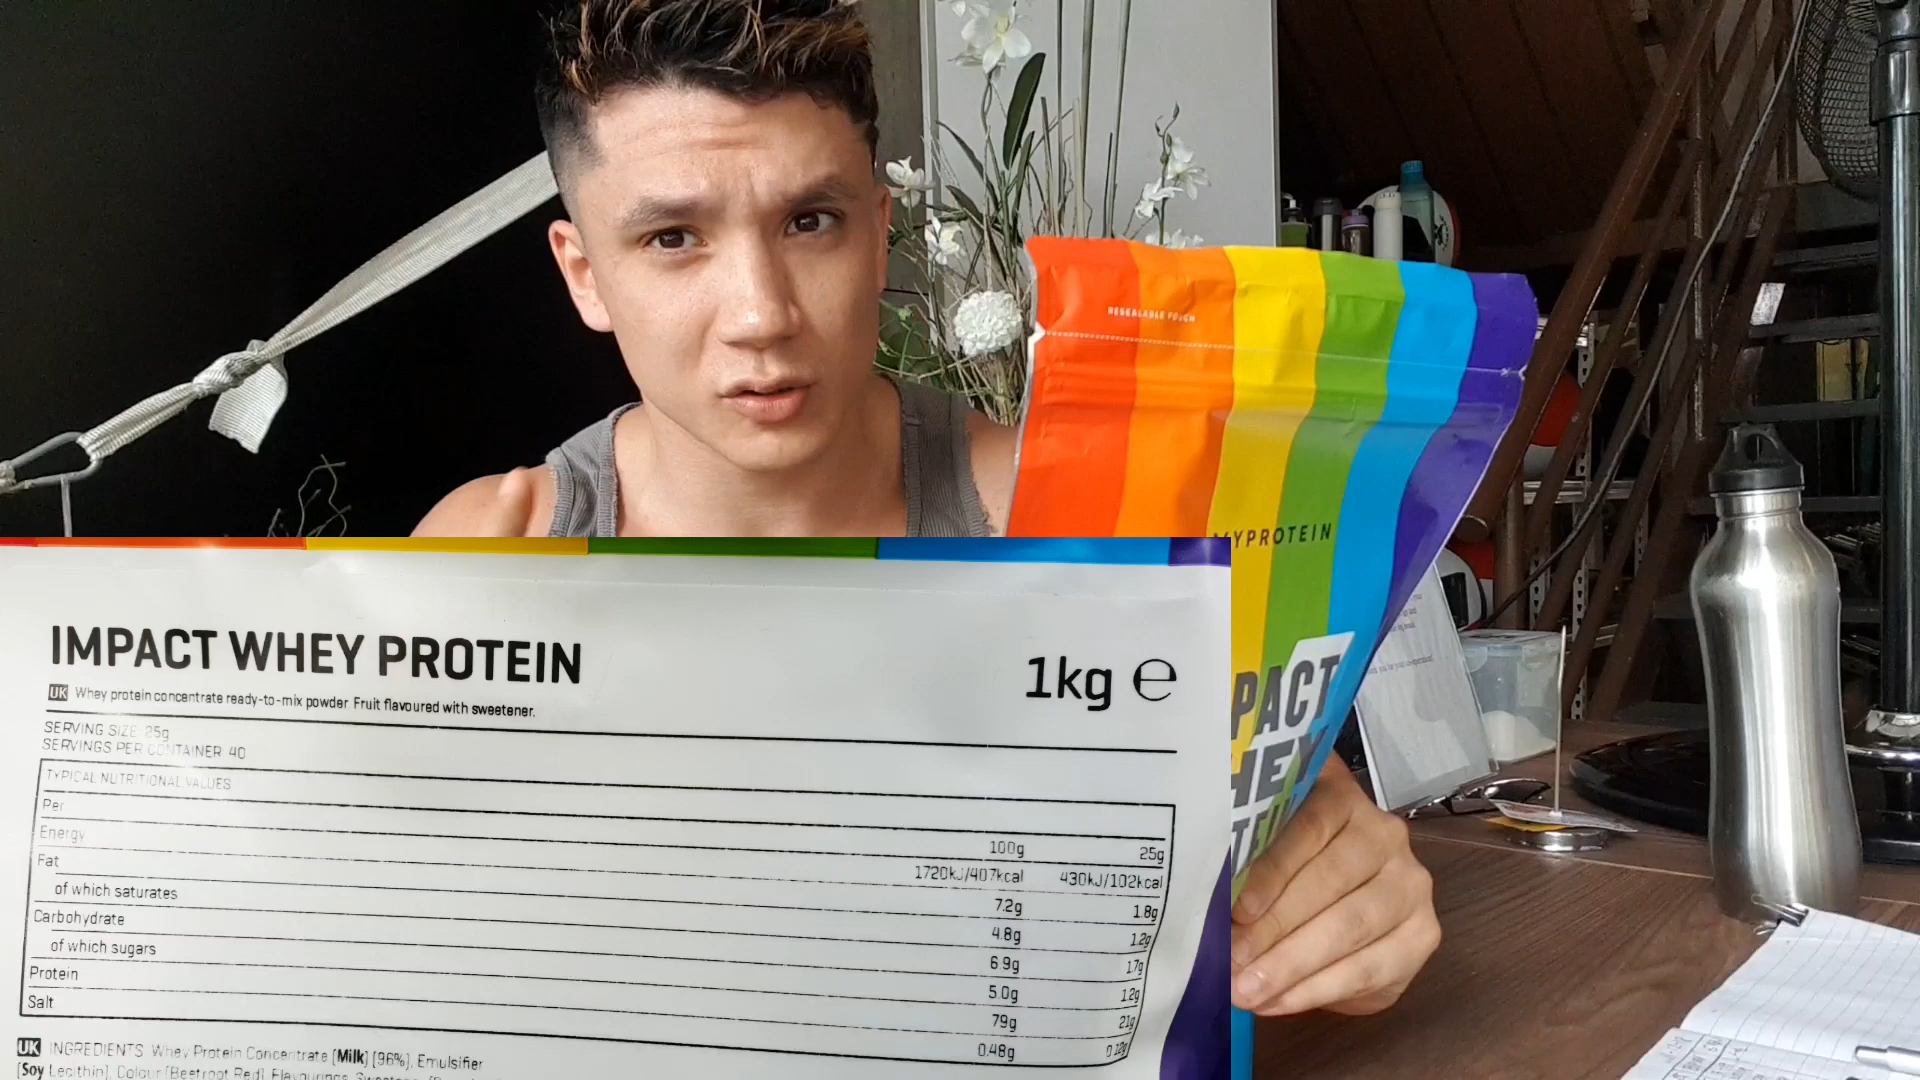 RESEALABLE POUCH
MYPROTEIN
PACT
HEY
IMPACT WHEY PROTEIN
1kg ℮
UK Whey protein concentrate ready-to-mix powder. Fruit flavoured with sweetener.
SERVING SIZE: 25g
SERVINGS PER CONTAINER: 40
TYPICAL NUTRITIONAL VALUES
Per 100g 25g
Energy 1720kJ/407kcal 430kJ/102kcal
Fat 7.2g 1.8g
of which saturates 4.8g 1.2g
Carbohydrate 6.9g 1.7g
of which sugars 5.0g 1.2g
Protein 79g 21g
Salt 0.48g 0.12g
UK INGREDIENTS: Whey Protein Concentrate (Milk) (96%), Emulsifier
(Soy Lecithin), Colour (Beetroot Red), Flavourings,